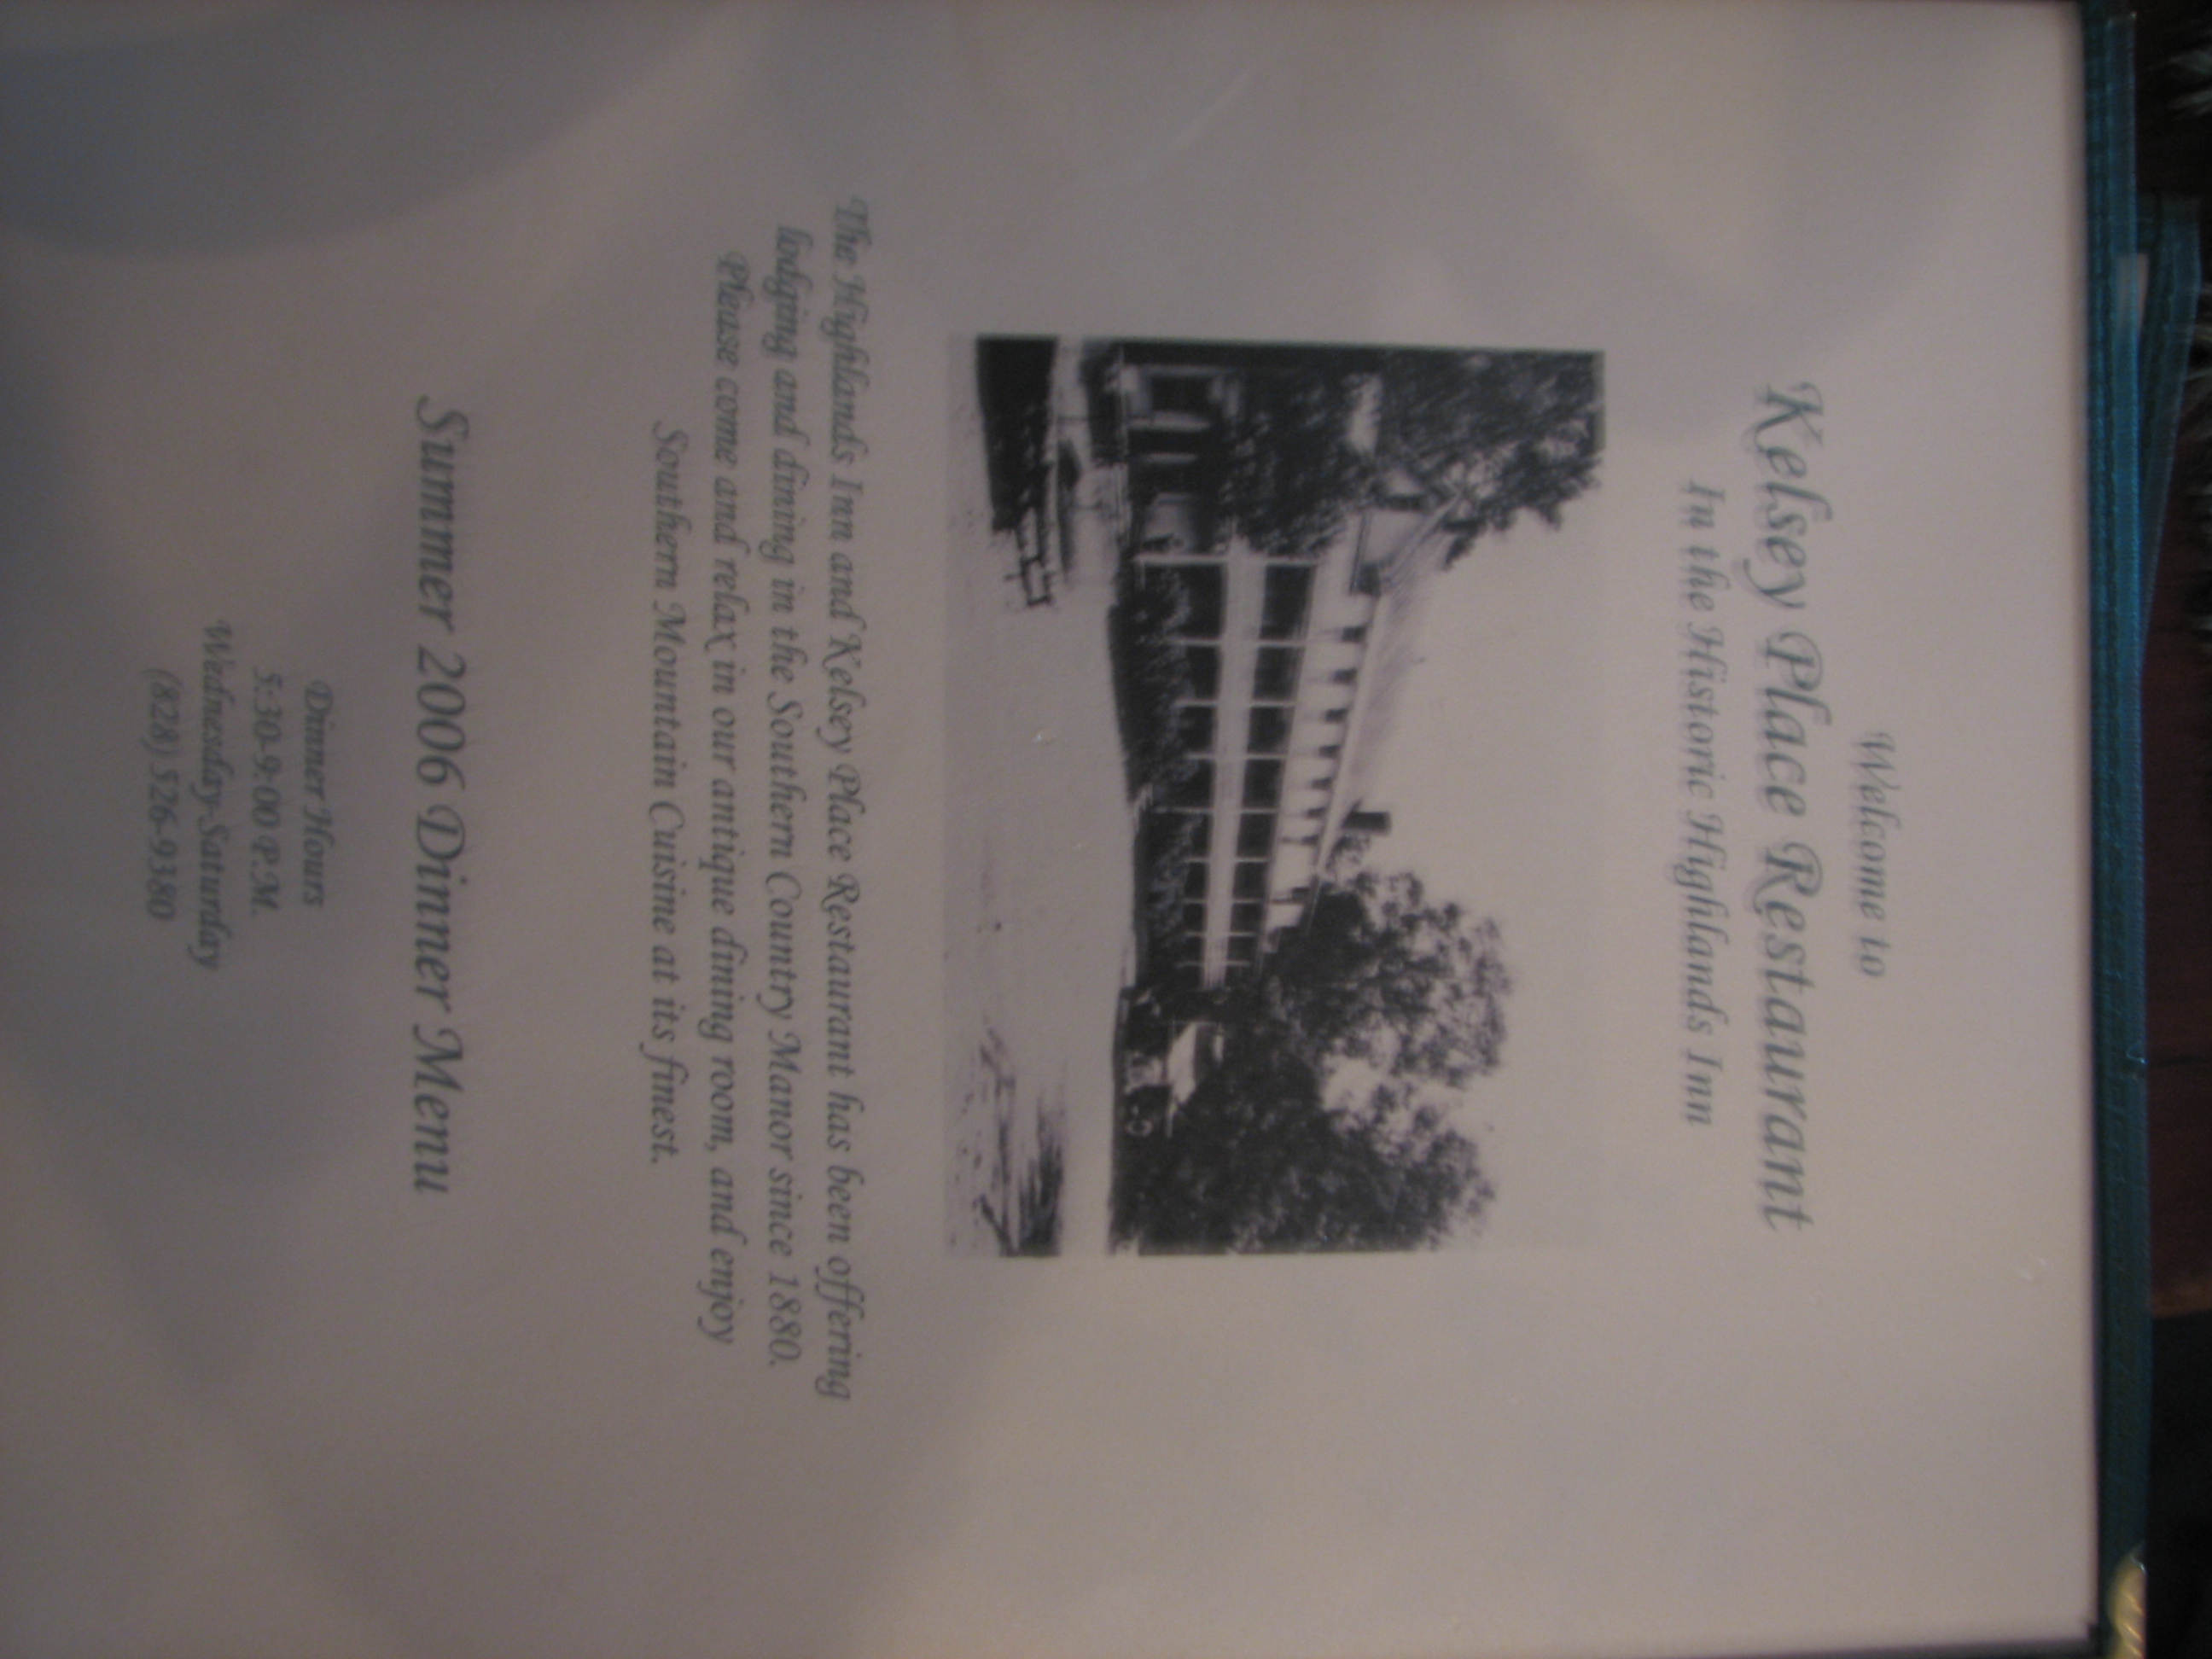 Welcome to
Kelsey Place Restaurant
In the Historic Highlands Inn
The Highlands Inn and Kelsey Place Restaurant has been offering
lodging and dining in the Southern Country Manor since 1880.
Please come and relax in our antique dining room, and enjoy
Southern Mountain Cuisine at its finest.
Summer 2006 Dinner Menu
Dinner Hours
5:30-9:00 P.M.
Wednesday-Saturday
(828) 526-9380